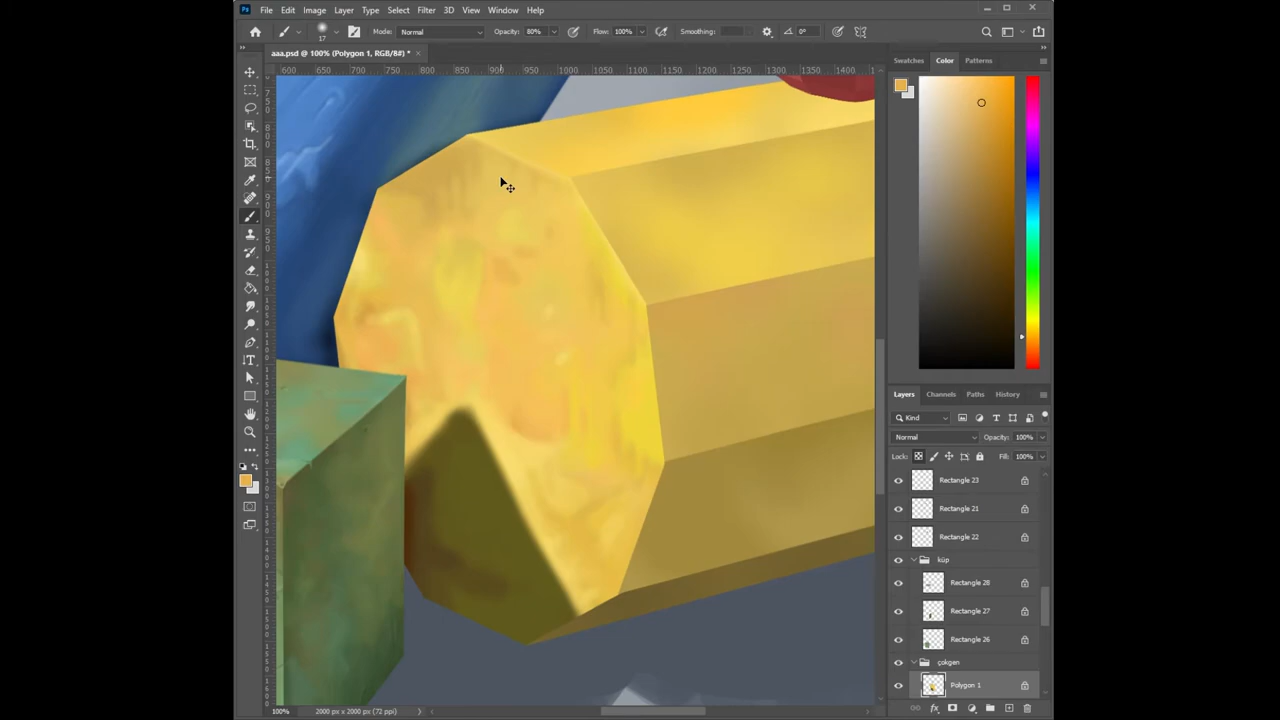 Ps File Edit Image Layer Type Select Filter 3D View Window Help
17 Mode: Normal Opacity: 80% Flow: 100% Smoothing: 0°
aaa.psd @ 100% (Polygon 1, RGB/8#) *
600 650 700 750 800 850 900 950 1000 1050 1100 1150 1200 1250 1300 1350 1400
Swatches Color Patterns
Layers Channels Paths History
Kind
Normal Opacity: 100%
Lock: Fill: 100%
Rectangle 23
Rectangle 21
Rectangle 22
küp
Rectangle 28
Rectangle 27
Rectangle 26
çokgen
Polygon 1
fx
100% 2000 px x 2000 px (72 ppi)